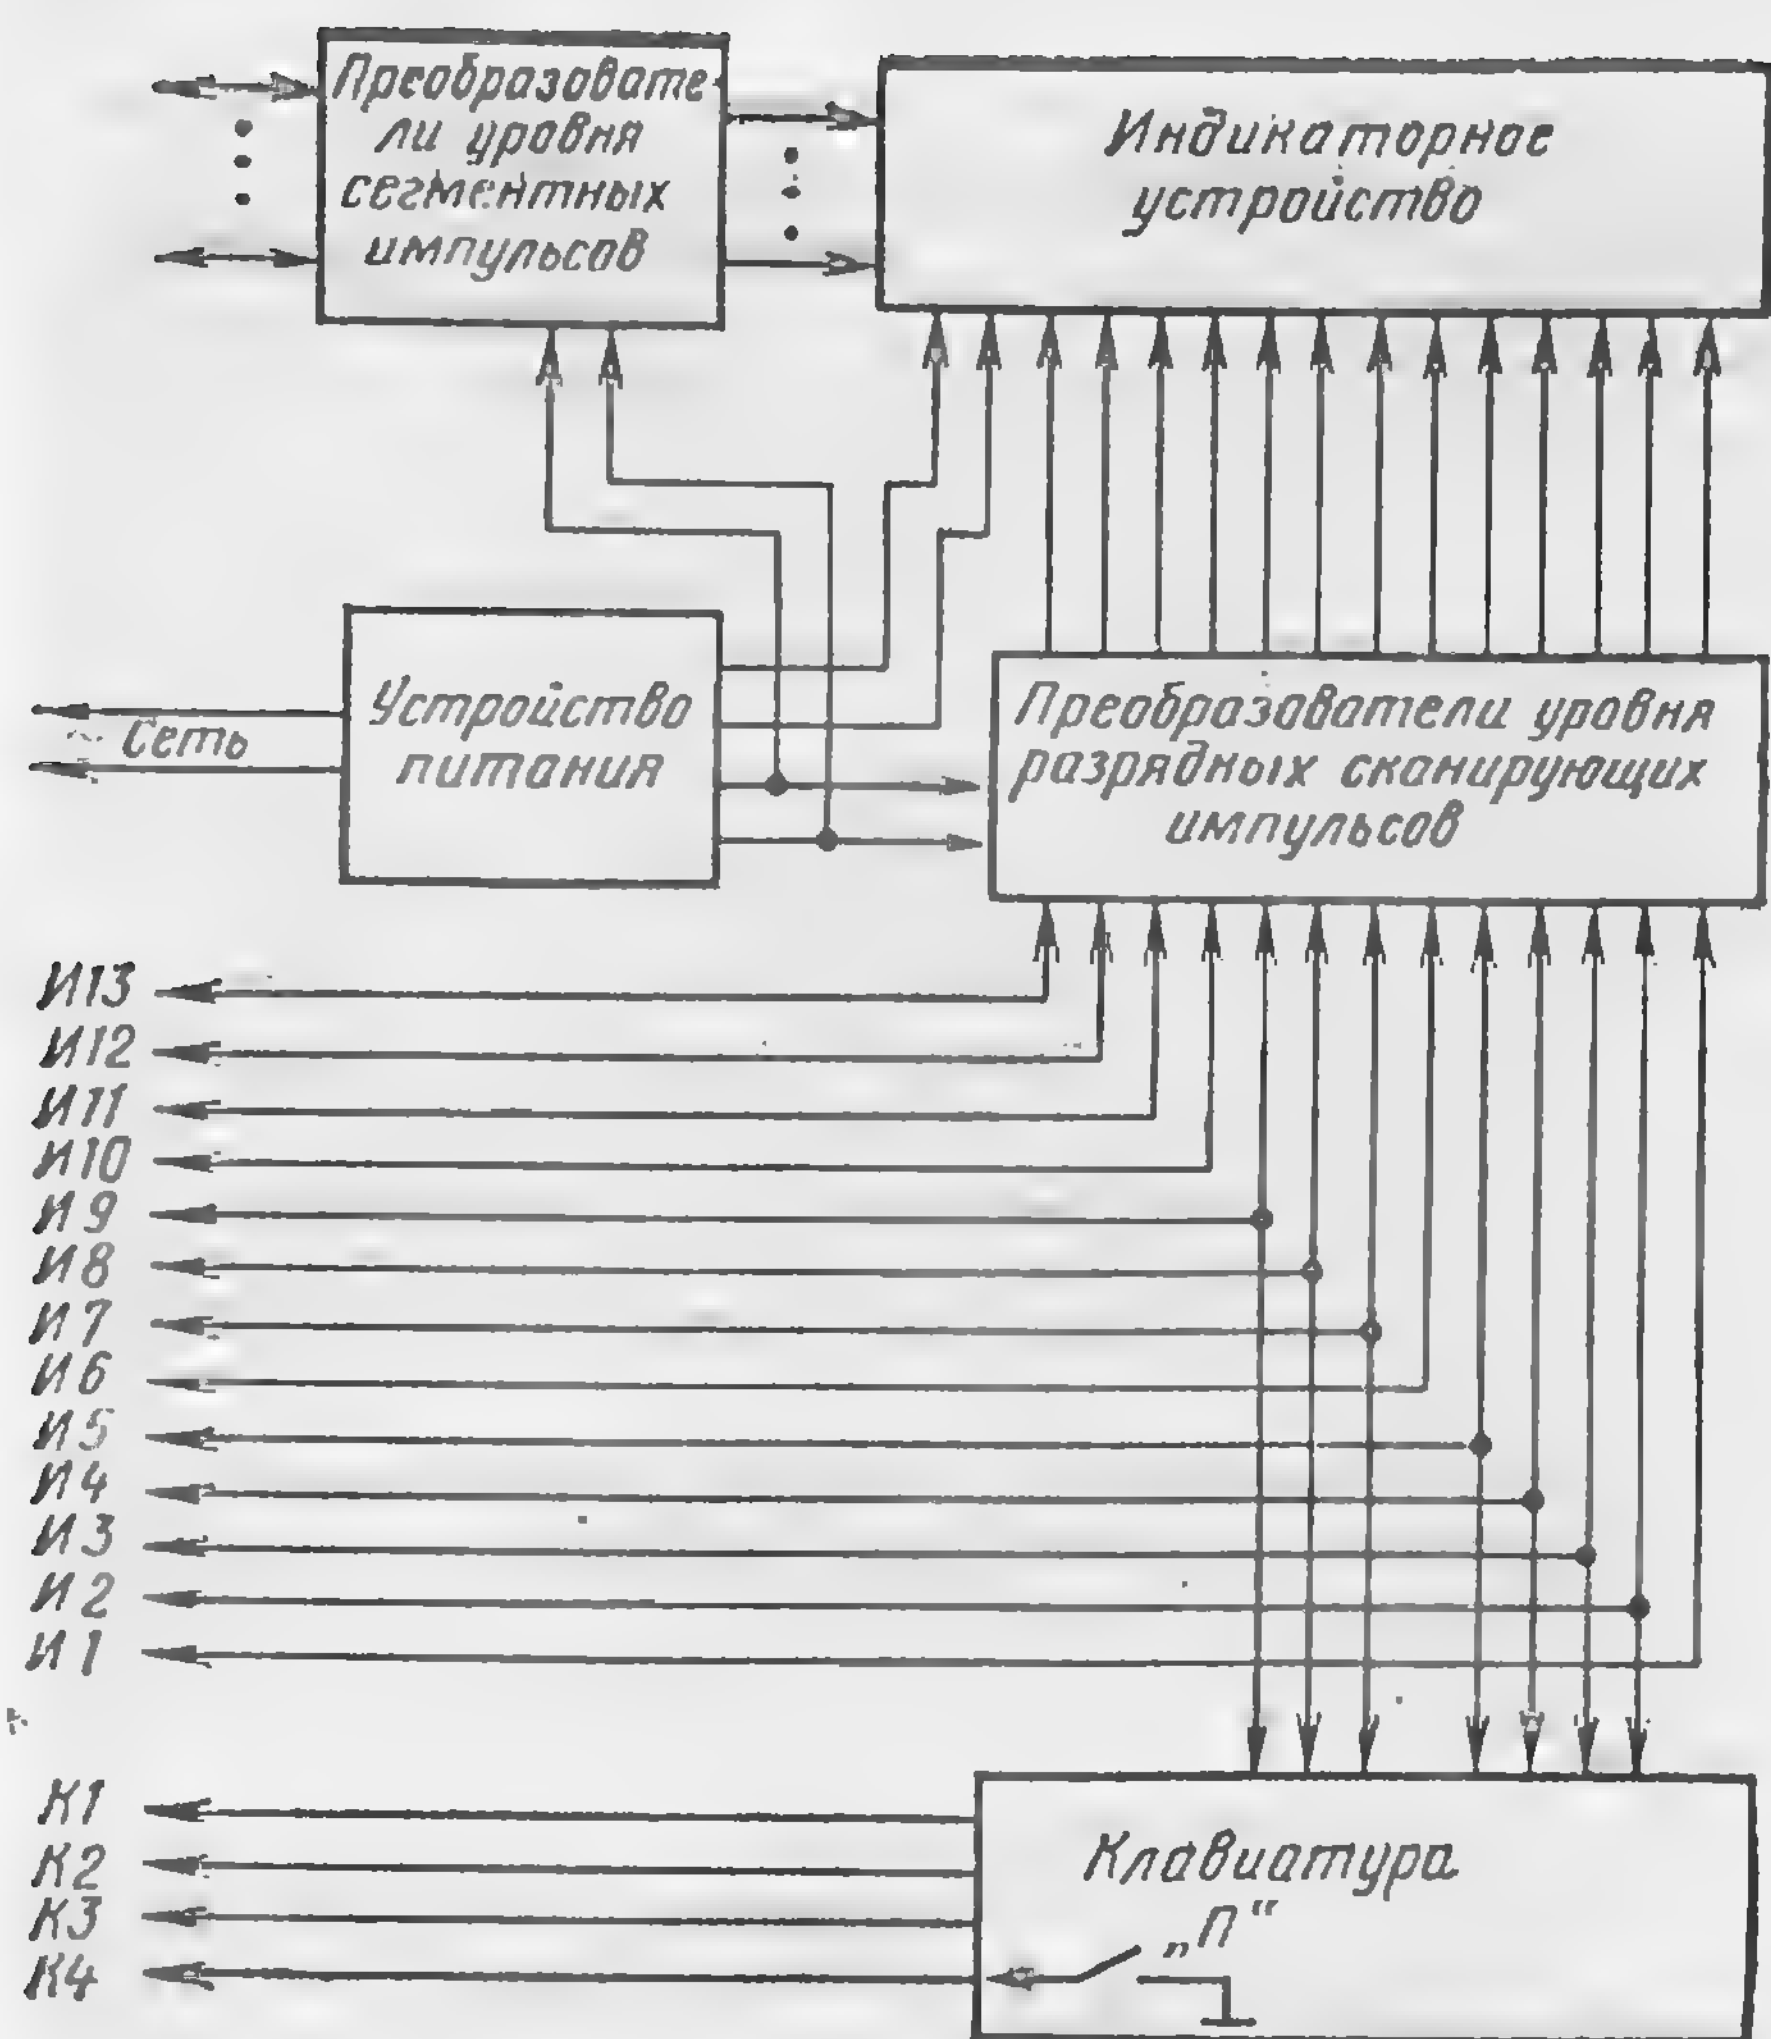 Преобразовате-
ли уровня
сегментных
импульсов
Индикаторное
устройство
Устройство
питания
Сеть
Преобразователи уровня
разрядных сканирующих
импульсов
И13
И12
И11
И10
И9
И8
И7
И6
И5
И4
И3
И2
И1
К1
К2
К3
К4
Клавиатура
„П“